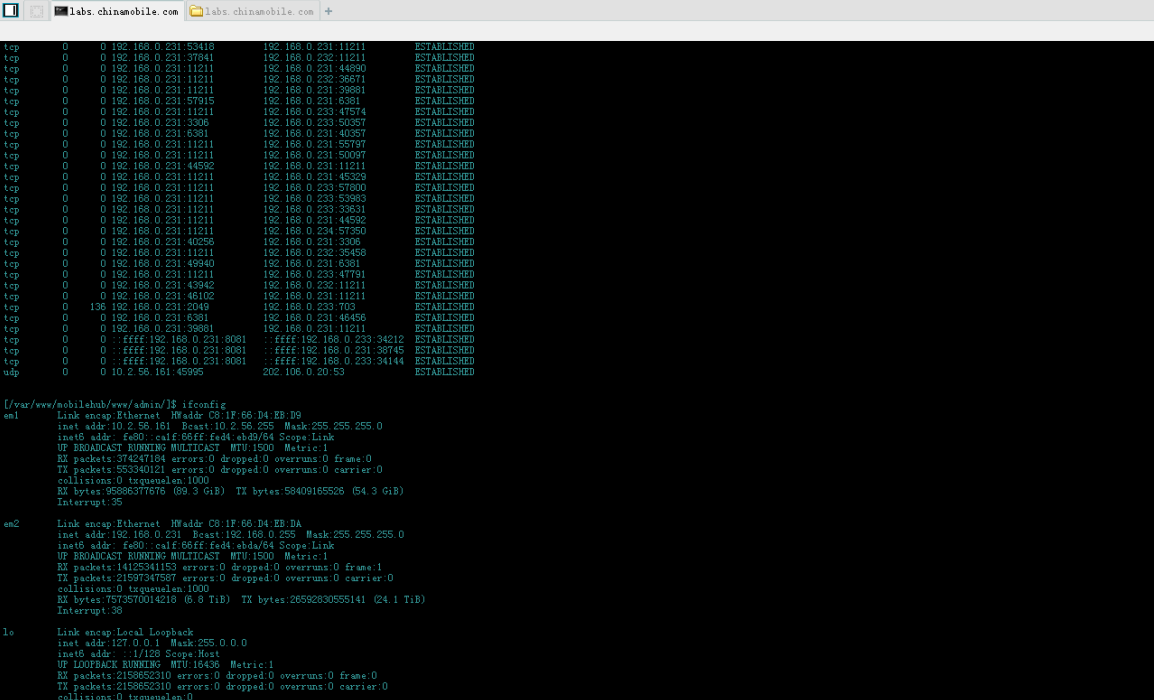 labs.chinamobile.com labs.chinamobile.com +
tcp 0 0 192.168.0.231:53418 192.168.0.231:11211 ESTABLISHED
tcp 0 0 192.168.0.231:37841 192.168.0.232:11211 ESTABLISHED
tcp 0 0 192.168.0.231:11211 192.168.0.231:44890 ESTABLISHED
tcp 0 0 192.168.0.231:11211 192.168.0.232:36671 ESTABLISHED
tcp 0 0 192.168.0.231:11211 192.168.0.231:39881 ESTABLISHED
tcp 0 0 192.168.0.231:57915 192.168.0.231:6381 ESTABLISHED
tcp 0 0 192.168.0.231:11211 192.168.0.233:47574 ESTABLISHED
tcp 0 0 192.168.0.231:3306 192.168.0.233:50357 ESTABLISHED
tcp 0 0 192.168.0.231:6381 192.168.0.231:40357 ESTABLISHED
tcp 0 0 192.168.0.231:11211 192.168.0.231:55797 ESTABLISHED
tcp 0 0 192.168.0.231:11211 192.168.0.231:50097 ESTABLISHED
tcp 0 0 192.168.0.231:44592 192.168.0.231:11211 ESTABLISHED
tcp 0 0 192.168.0.231:11211 192.168.0.231:45329 ESTABLISHED
tcp 0 0 192.168.0.231:11211 192.168.0.233:57800 ESTABLISHED
tcp 0 0 192.168.0.231:11211 192.168.0.233:53983 ESTABLISHED
tcp 0 0 192.168.0.231:11211 192.168.0.233:33631 ESTABLISHED
tcp 0 0 192.168.0.231:11211 192.168.0.231:44592 ESTABLISHED
tcp 0 0 192.168.0.231:11211 192.168.0.234:57350 ESTABLISHED
tcp 0 0 192.168.0.231:40256 192.168.0.231:3306 ESTABLISHED
tcp 0 0 192.168.0.231:11211 192.168.0.232:35458 ESTABLISHED
tcp 0 0 192.168.0.231:49940 192.168.0.231:6381 ESTABLISHED
tcp 0 0 192.168.0.231:11211 192.168.0.233:47791 ESTABLISHED
tcp 0 0 192.168.0.231:43942 192.168.0.232:11211 ESTABLISHED
tcp 0 0 192.168.0.231:46102 192.168.0.231:11211 ESTABLISHED
tcp 0 136 192.168.0.231:2049 192.168.0.233:703 ESTABLISHED
tcp 0 0 192.168.0.231:6381 192.168.0.231:46456 ESTABLISHED
tcp 0 0 192.168.0.231:39881 192.168.0.231:11211 ESTABLISHED
tcp 0 0 ::ffff:192.168.0.231:8081 ::ffff:192.168.0.233:34212 ESTABLISHED
tcp 0 0 ::ffff:192.168.0.231:8081 ::ffff:192.168.0.231:38745 ESTABLISHED
tcp 0 0 ::ffff:192.168.0.231:8081 ::ffff:192.168.0.233:34144 ESTABLISHED
udp 0 0 10.2.56.161:45995 202.106.0.20:53 ESTABLISHED
[/var/www/mobilehub/www/admin/]$ ifconfig
em1 Link encap:Ethernet HWaddr C8:1F:66:D4:EB:D9
inet addr:10.2.56.161 Bcast:10.2.56.255 Mask:255.255.255.0
inet6 addr: fe80::ca1f:66ff:fed4:ebd9/64 Scope:Link
UP BROADCAST RUNNING MULTICAST MTU:1500 Metric:1
RX packets:374247184 errors:0 dropped:0 overruns:0 frame:0
TX packets:553340121 errors:0 dropped:0 overruns:0 carrier:0
collisions:0 txqueuelen:1000
RX bytes:95886377676 (89.3 GiB) TX bytes:58409165526 (54.3 GiB)
Interrupt:35
em2 Link encap:Ethernet HWaddr C8:1F:66:D4:EB:DA
inet addr:192.168.0.231 Bcast:192.168.0.255 Mask:255.255.255.0
inet6 addr: fe80::ca1f:66ff:fed4:ebda/64 Scope:Link
UP BROADCAST RUNNING MULTICAST MTU:1500 Metric:1
RX packets:14125341153 errors:0 dropped:0 overruns:0 frame:1
TX packets:21597347587 errors:0 dropped:0 overruns:0 carrier:0
collisions:0 txqueuelen:1000
RX bytes:7573570014218 (6.8 TiB) TX bytes:26592830555141 (24.1 TiB)
Interrupt:38
lo Link encap:Local Loopback
inet addr:127.0.0.1 Mask:255.0.0.0
inet6 addr: ::1/128 Scope:Host
UP LOOPBACK RUNNING MTU:16436 Metric:1
RX packets:2158652310 errors:0 dropped:0 overruns:0 frame:0
TX packets:2158652310 errors:0 dropped:0 overruns:0 carrier:0
collisions:0 txqueuelen:0